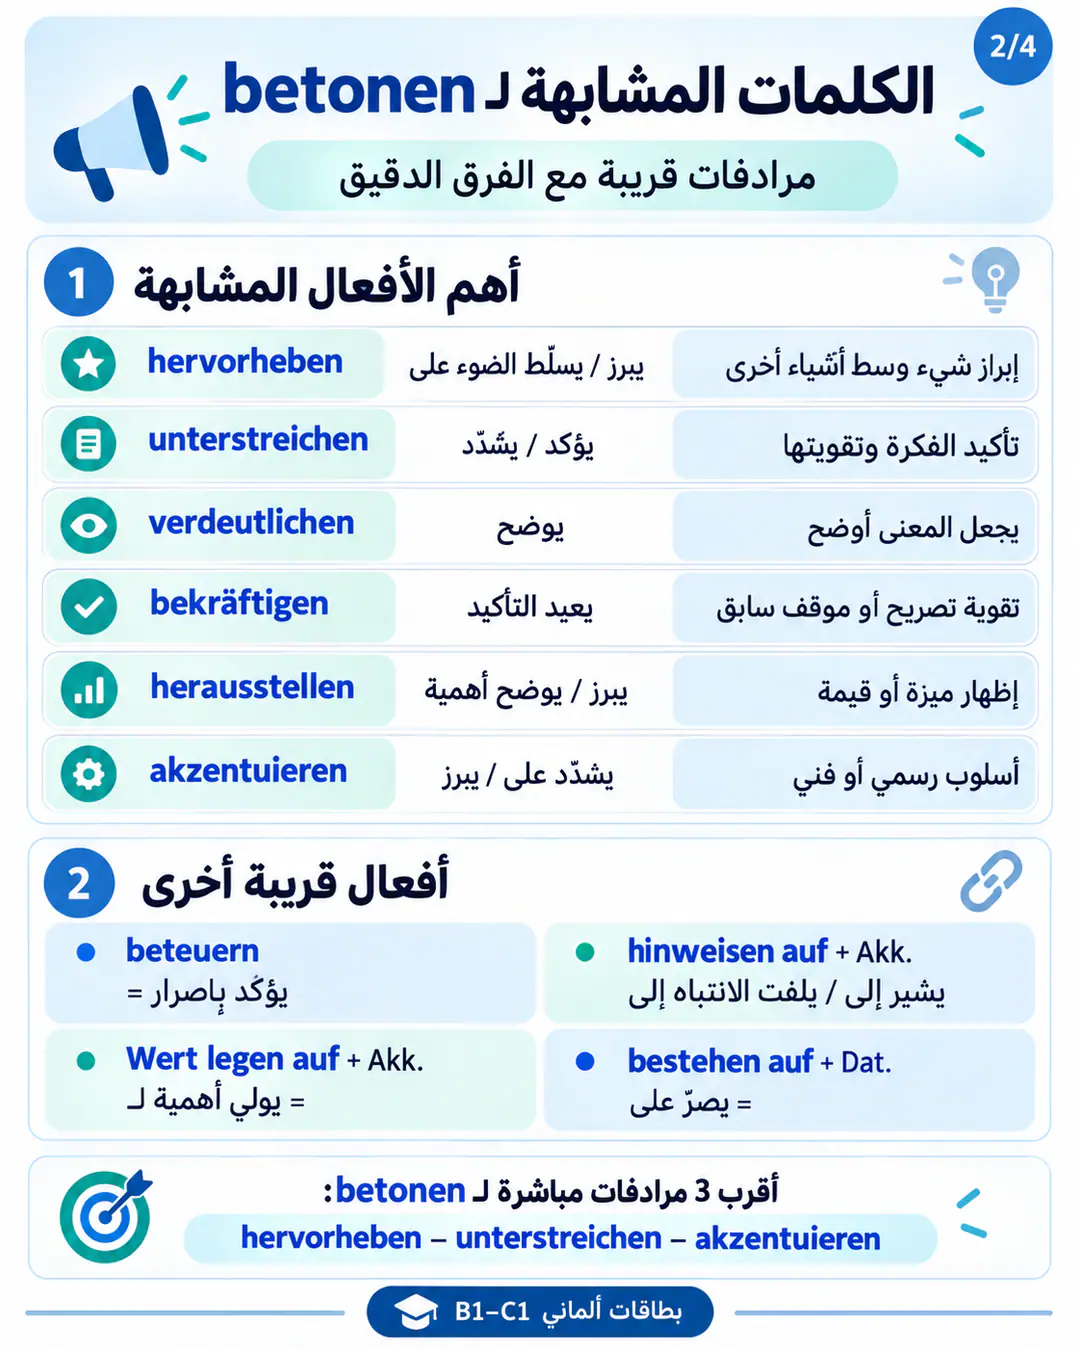 2/4
الكلمات المشابهة لـ betonen
مرادفات قريبة مع الفرق الدقيق
1 أهم الأفعال المشابهة
hervorheben يبرز / يسلّط الضوء على إبراز شيء وسط أشياء أخرى
unterstreichen يؤكد / يشدّد تأكيد الفكرة وتقويتها
verdeutlichen يوضح يجعل المعنى أوضح
bekräftigen يعيد التأكيد تقوية تصريح أو موقف سابق
herausstellen يبرز / يوضح أهمية إظهار ميزة أو قيمة
akzentuieren يشدّد على / يبرز أسلوب رسمي أو فني
2 أفعال قريبة أخرى
beteuern
يؤكد بإصرار =
hinweisen auf + Akk.
يشير إلى / يلفت الانتباه إلى
Wert legen auf + Akk.
= يولي أهمية لـ
bestehen auf + Dat.
= يصرّ على
أقرب 3 مرادفات مباشرة لـ betonen:
hervorheben – unterstreichen – akzentuieren
بطاقات ألماني B1–C1